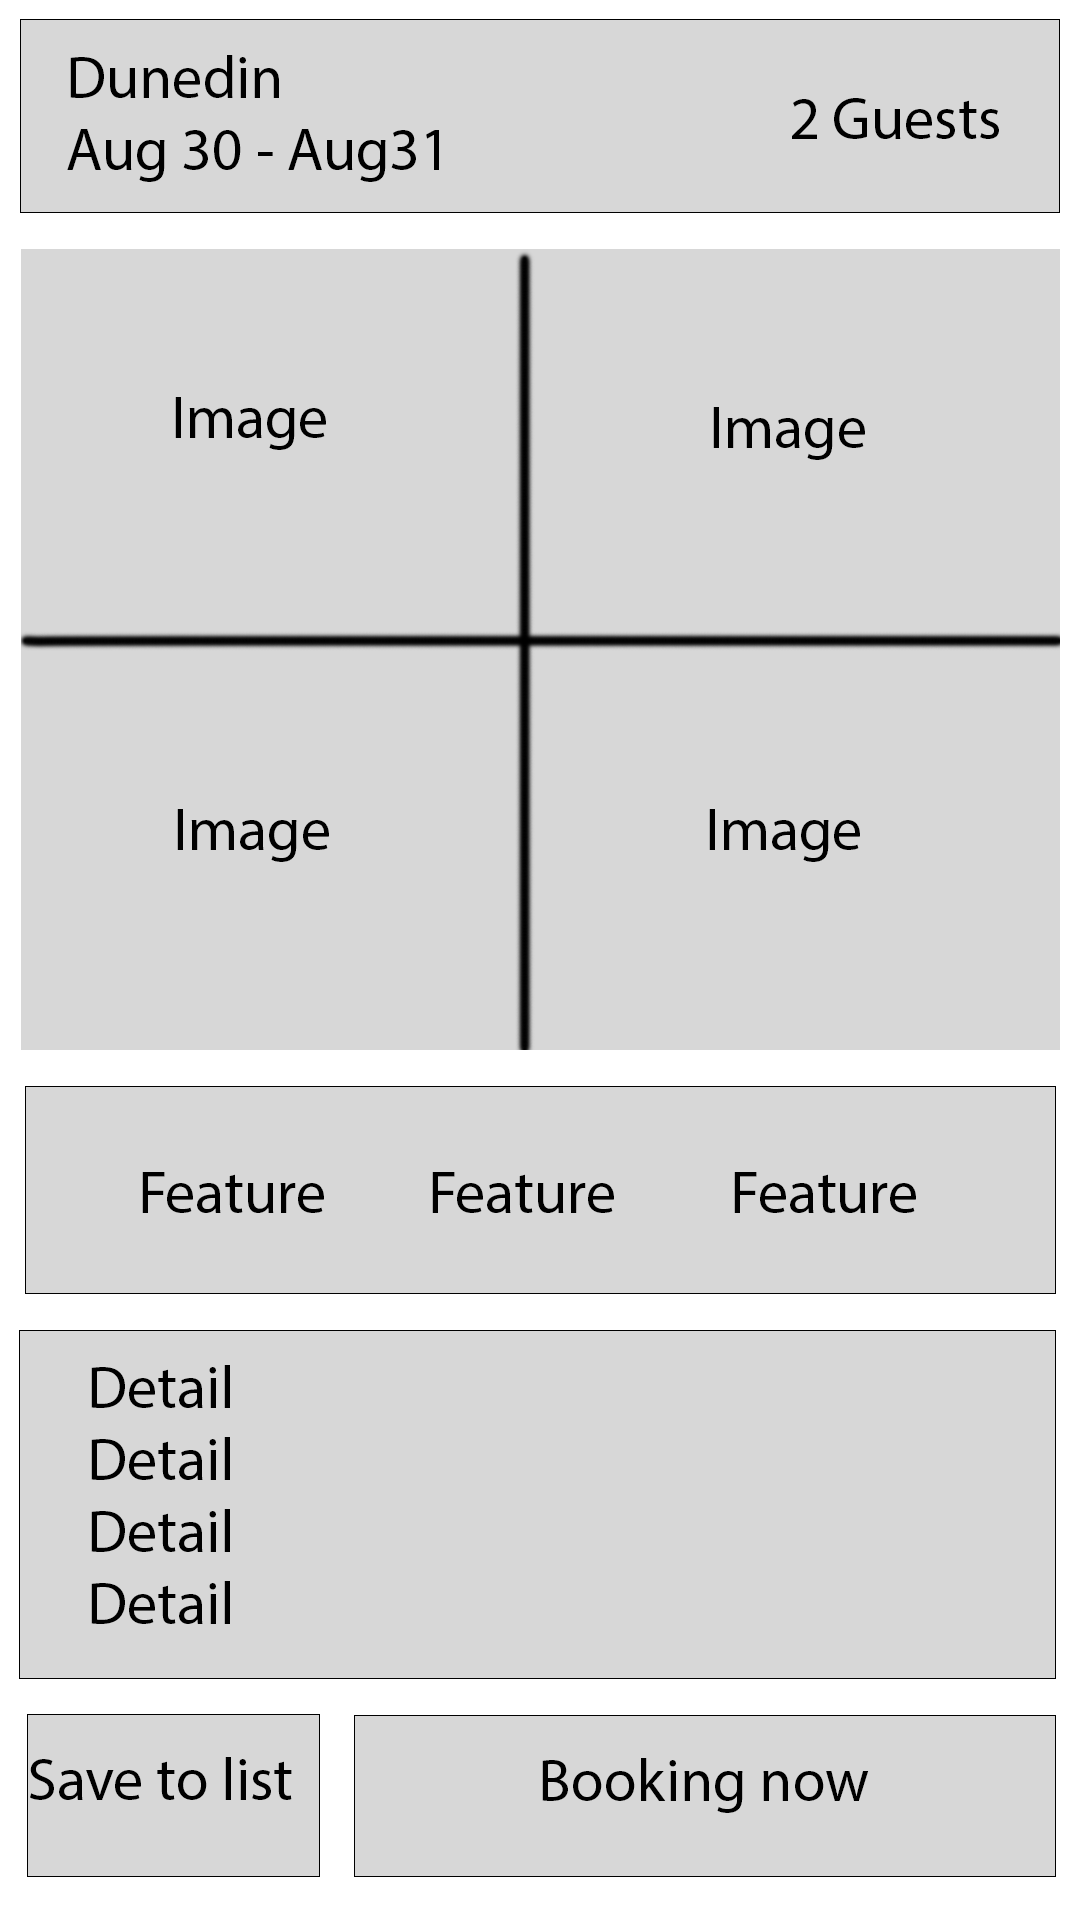 Dunedin
Aug 30 - Aug31
2 Guests
Image
Image
Image
Image
Feature
Feature
Feature
Detail
Detail
Detail
Detail
Save to list
Booking now